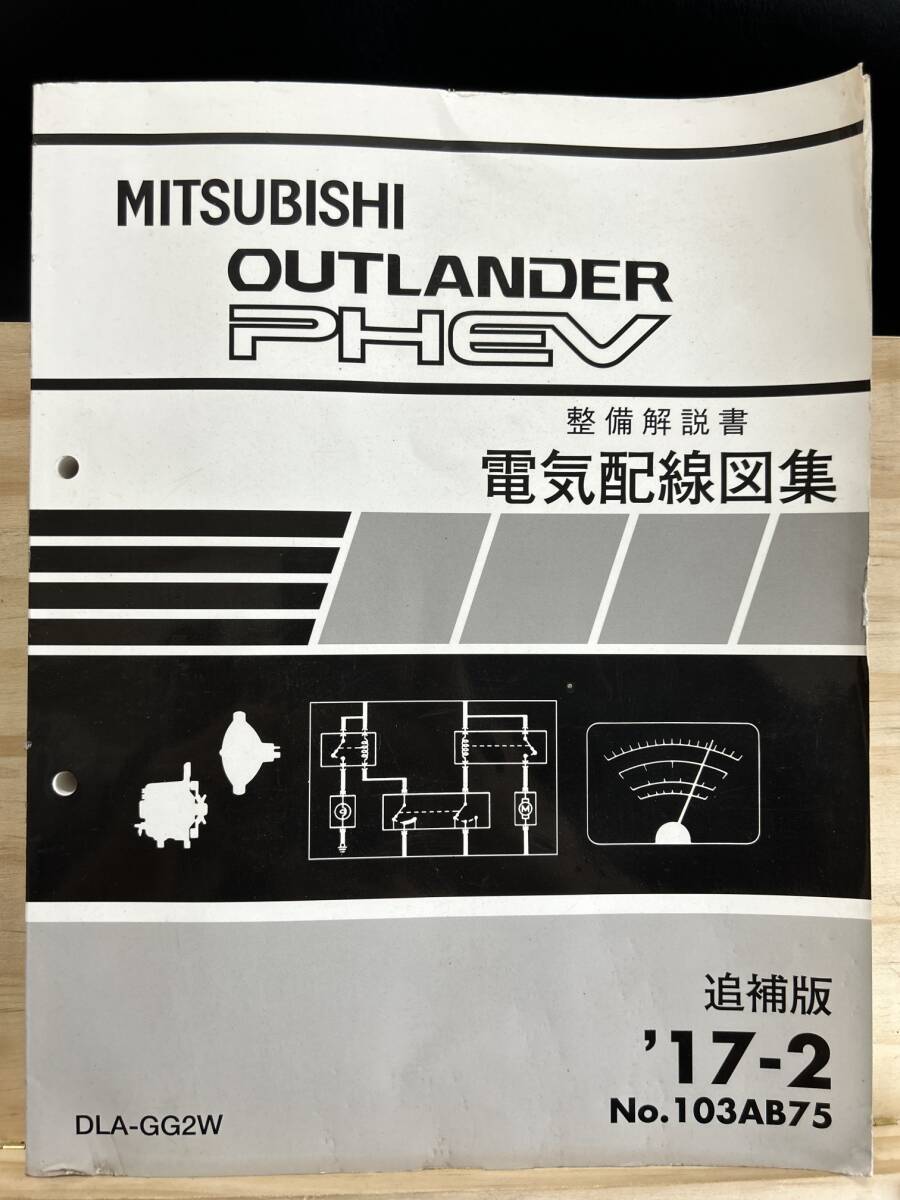 MITSUBISHI
OUTLANDER
PHEV
整備解説書
電気配線図集
M
追補版
'17-2
No.103AB75
DLA-GG2W